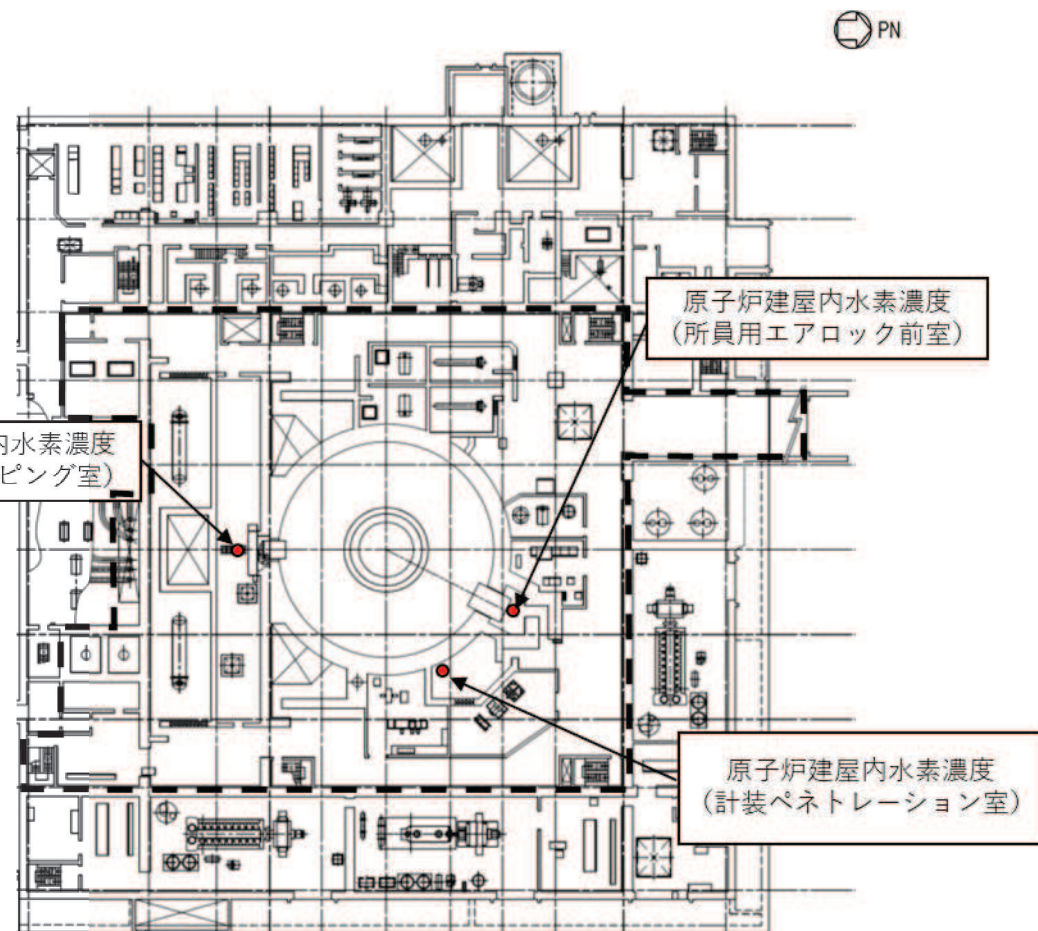 PN
原子炉建屋内水素濃度
(所員用エアロック前室)
内水素濃度
ピング室)
原子炉建屋内水素濃度
(計装ペネトレーション室)